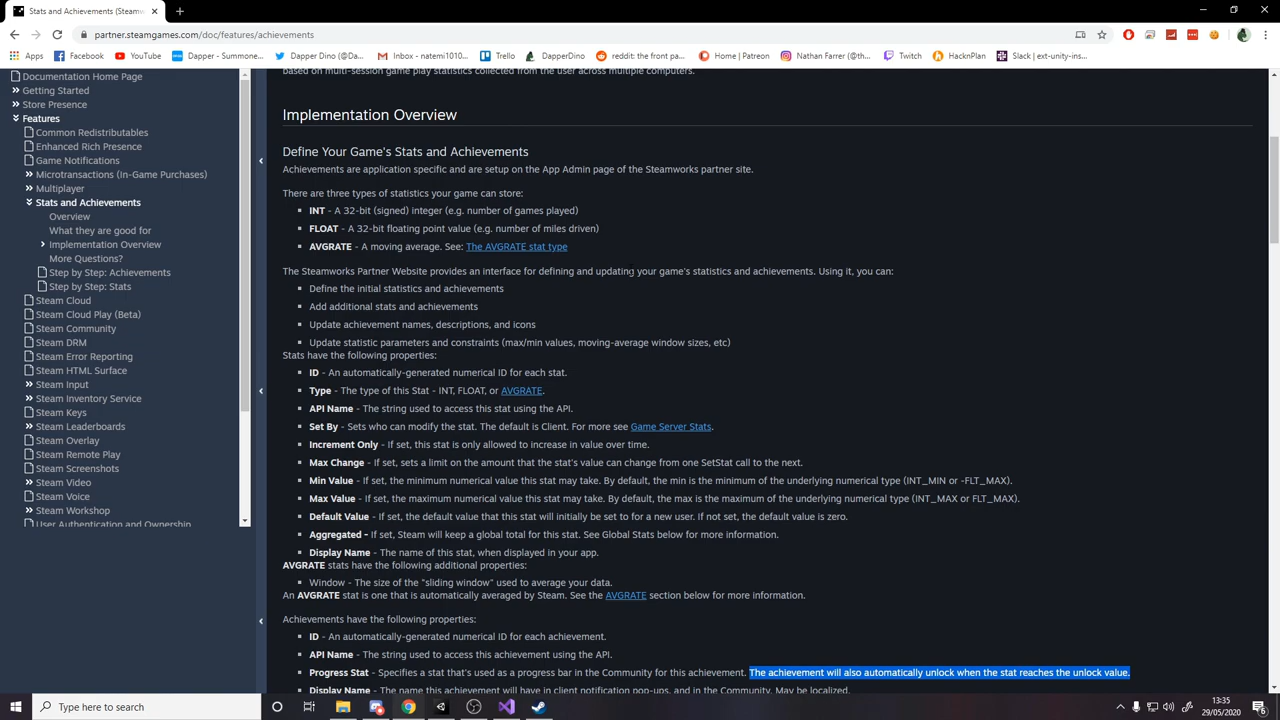 Stats and Achievements (Partner
partner.steamgames.com/doc/features/achievements
Apps Facebook YouTube Dapper - Summone... Dapper Dino (@Da... Inbox - natemi1010... Trello DapperDino reddit: the front pa... Home | Patreon Nathan Farrer (@th... Twitch HacknPlan Slack | ext-unity-ins...
Documentation Home Page
Getting Started
Store Presence
Features
Common Redistributables
Enhanced Rich Presence
Game Notifications
Microtransactions (In-Game Purchases)
Multiplayer
Stats and Achievements
Overview
What they are good for
Implementation Overview
More Questions?
Step by Step: Achievements
Step by Step: Stats
Steam Cloud
Steam Cloud Play (Beta)
Steam Community
Steam DRM
Steam Error Reporting
Steam HTML Surface
Steam Input
Steam Inventory Service
Steam Keys
Steam Leaderboards
Steam Overlay
Steam Remote Play
Steam Screenshots
Steam Video
Steam Voice
Steam Workshop
User Authentication and Ownership
based on multi-session game play statistics collected from the user across multiple computers.
Implementation Overview
Define Your Game's Stats and Achievements
Achievements are application specific and are setup on the App Admin page of the Steamworks partner site.
There are three types of statistics your game can store:
INT - A 32-bit (signed) integer (e.g. number of games played)
FLOAT - A 32-bit floating point value (e.g. number of miles driven)
AVGRATE - A moving average. See: The AVGRATE stat type
The Steamworks Partner Website provides an interface for defining and updating your game's statistics and achievements. Using it, you can:
Define the initial statistics and achievements
Add additional stats and achievements
Update achievement names, descriptions, and icons
Update statistic parameters and constraints (max/min values, moving-average window sizes, etc)
Stats have the following properties:
ID - An automatically-generated numerical ID for each stat.
Type - The type of this Stat - INT, FLOAT, or AVGRATE.
API Name - The string used to access this stat using the API.
Set By - Sets who can modify the stat. The default is Client. For more see Game Server Stats.
Increment Only - If set, this stat is only allowed to increase in value over time.
Max Change - If set, sets a limit on the amount that the stat's value can change from one SetStat call to the next.
Min Value - If set, the minimum numerical value this stat may take. By default, the min is the minimum of the underlying numerical type (INT_MIN or -FLT_MAX).
Max Value - If set, the maximum numerical value this stat may take. By default, the max is the maximum of the underlying numerical type (INT_MAX or FLT_MAX).
Default Value - If set, the default value that this stat will initially be set to for a new user. If not set, the default value is zero.
Aggregated - If set, Steam will keep a global total for this stat. See Global Stats below for more information.
Display Name - The name of this stat, when displayed in your app.
AVGRATE stats have the following additional properties:
Window - The size of the "sliding window" used to average your data.
An AVGRATE stat is one that is automatically averaged by Steam. See the AVGRATE section below for more information.
Achievements have the following properties:
ID - An automatically-generated numerical ID for each achievement.
API Name - The string used to access this achievement using the API.
Progress Stat - Specifies a stat that's used as a progress bar in the Community for this achievement. The achievement will also automatically unlock when the stat reaches the unlock value.
Display Name - The name this achievement will have in client notification pop-ups, and in the Community. May be localized.
Type here to search
13:35
29/05/2020